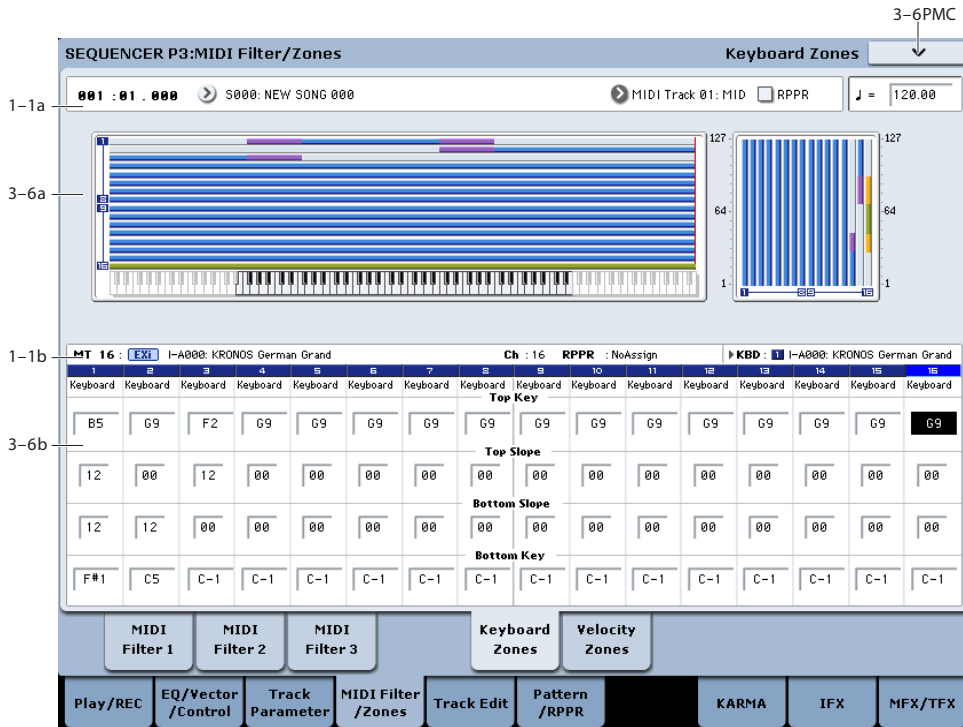 3-6PMC
SEQUENCER P3:MIDI Filter/Zones Keyboard Zones
1-1a
001 :01 . 000 S000: NEW SONG 000 MIDI Track 01: MID RPPR ♩ = 120.00
3-6a
1
8
9
16
127
64
1
127
64
1
1 8 9 16
1-1b
MT 16 : EXi I-A000: KRONOS German Grand Ch : 16 RPPR : NoAssign KBD : 1 I-A000: KRONOS German Grand
1 2 3 4 5 6 7 8 9 10 11 12 13 14 15 16
Keyboard Keyboard Keyboard Keyboard Keyboard Keyboard Keyboard Keyboard Keyboard Keyboard Keyboard Keyboard Keyboard Keyboard Keyboard Keyboard
Top Key
B5 G9 F2 G9 G9 G9 G9 G9 G9 G9 G9 G9 G9 G9 G9 G9
3-6b
Top Slope
12 00 12 00 00 00 00 00 00 00 00 00 00 00 00 00
Bottom Slope
12 12 00 00 00 00 00 00 00 00 00 00 00 00 00 00
Bottom Key
F#1 C5 C-1 C-1 C-1 C-1 C-1 C-1 C-1 C-1 C-1 C-1 C-1 C-1 C-1 C-1
MIDI Filter 1 MIDI Filter 2 MIDI Filter 3 Keyboard Zones Velocity Zones
Play/REC EQ/Vector /Control Track Parameter MIDI Filter /Zones Track Edit Pattern /RPPR KARMA IFX MFX/TFX